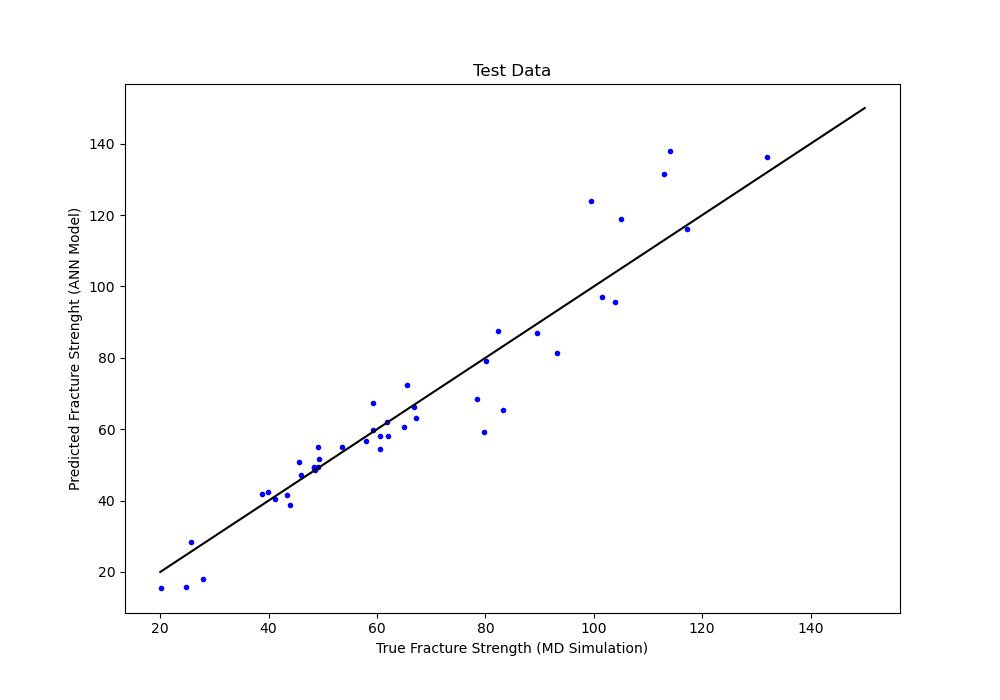 Test Data
Predicted Fracture Strenght (ANN Model)
140
120
100
80
60
40
20
20 40 60 80 100 120 140
True Fracture Strength (MD Simulation)